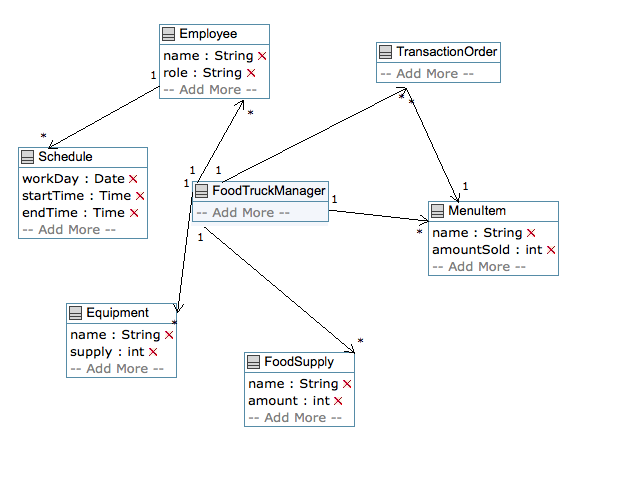 Employee
name : String
role : String
-- Add More --
TransactionOrder
-- Add More --
1
*
*
*
*
Schedule
workDay : Date
startTime : Time
endTime : Time
-- Add More --
1
1
1
FoodTruckManager
-- Add More --
1
1
*
1
MenuItem
name : String
amountSold : int
-- Add More --
Equipment
name : String
supply : int
-- Add More --
*
*
FoodSupply
name : String
amount : int
-- Add More --